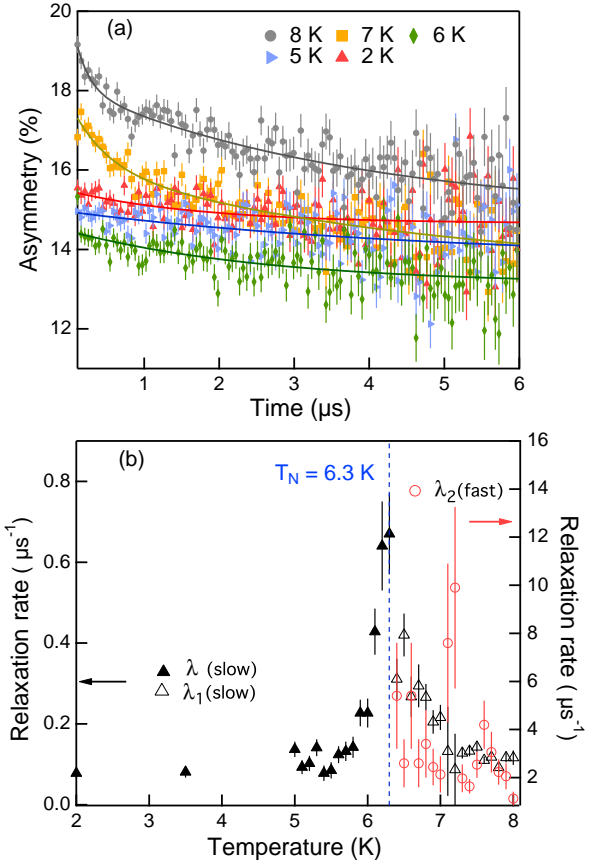 (a)
8 K 7 K 6 K
5 K 2 K
20
18
16
14
12
Asymmetry (%)
1 2 3 4 5 6
Time (μs)
(b)
T_N = 6.3 K
λ₂(fast)
λ (slow)
λ₁(slow)
0.8
0.6
0.4
0.2
0.0
Relaxation rate ( μs⁻¹)
16
14
12
10
8
6
4
2
Relaxation rate ( μs⁻¹)
2 3 4 5 6 7 8
Temperature (K)